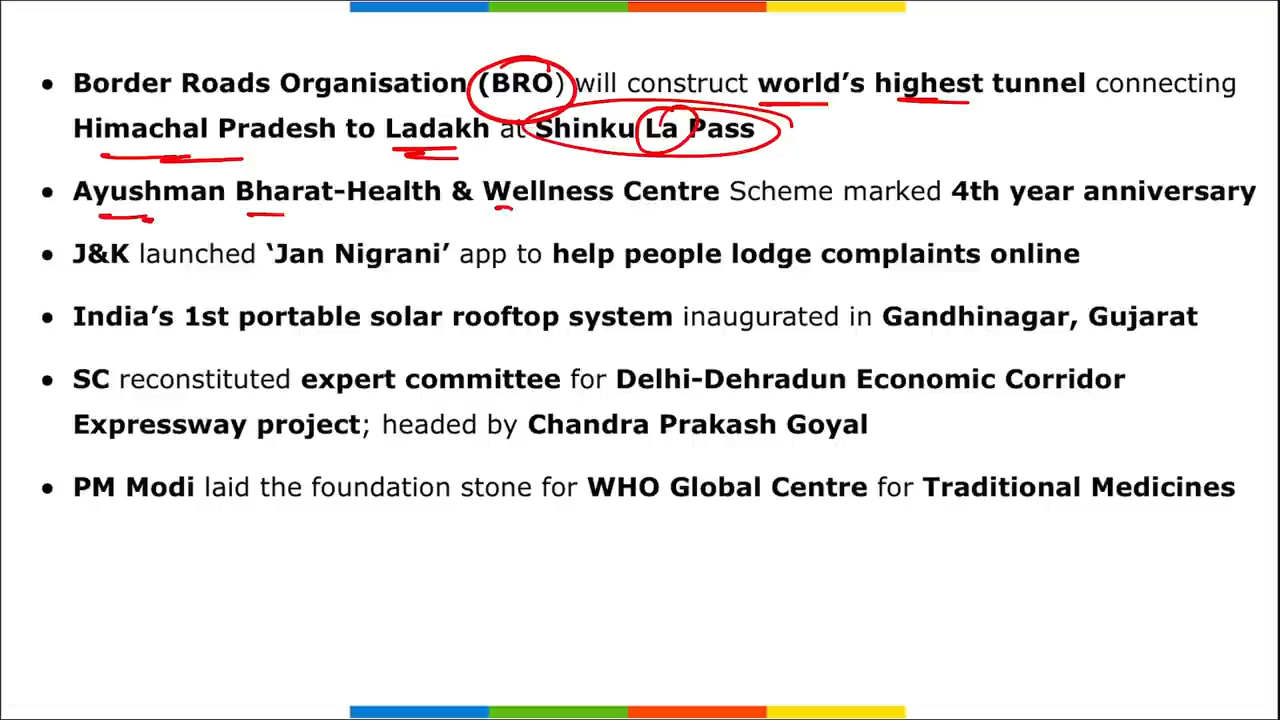 • Border Roads Organisation (BRO) will construct world's highest tunnel connecting
Himachal Pradesh to Ladakh at Shinku La Pass
• Ayushman Bharat-Health & Wellness Centre Scheme marked 4th year anniversary
• J&K launched ‘Jan Nigrani’ app to help people lodge complaints online
• India’s 1st portable solar rooftop system inaugurated in Gandhinagar, Gujarat
• SC reconstituted expert committee for Delhi-Dehradun Economic Corridor
Expressway project; headed by Chandra Prakash Goyal
• PM Modi laid the foundation stone for WHO Global Centre for Traditional Medicines